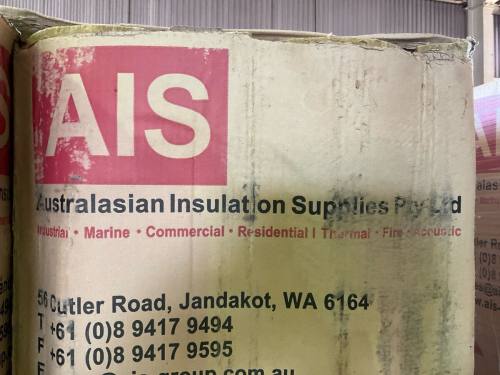 AIS
Australasian Insulation Supplies Pty Ltd
Industrial • Marine • Commercial • Residential | Thermal • Fire • Acoustic
56 Cutler Road, Jandakot, WA 6164
T +61 (0)8 9417 9494
F +61 (0)8 9417 9595